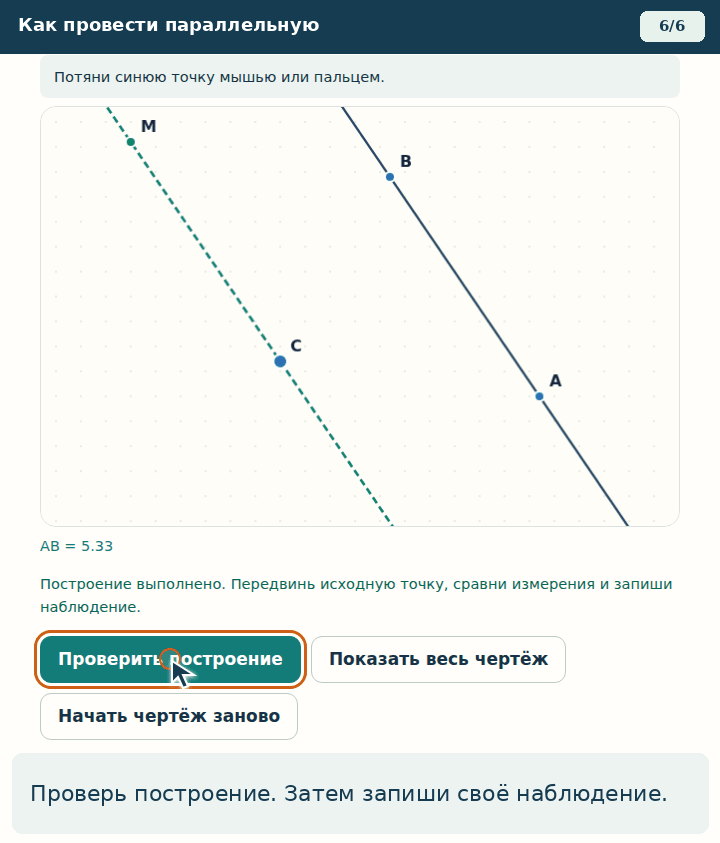 Как провести параллельную
6/6
Потяни синюю точку мышью или пальцем.
M
B
C
A
AB = 5.33
Построение выполнено. Передвинь исходную точку, сравни измерения и запиши
наблюдение.
Проверить построение
Показать весь чертёж
Начать чертёж заново
Проверь построение. Затем запиши своё наблюдение.